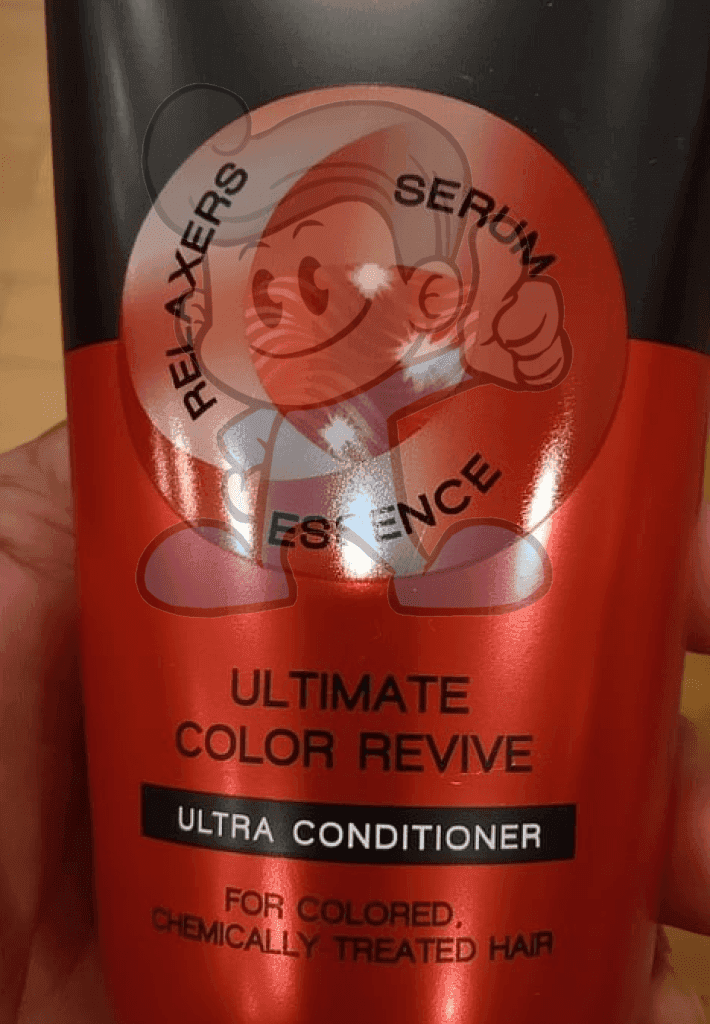 RELAXERS
SERUM
ESSENCE
ULTIMATE
COLOR REVIVE
ULTRA CONDITIONER
FOR COLORED,
CHEMICALLY TREATED HAIR